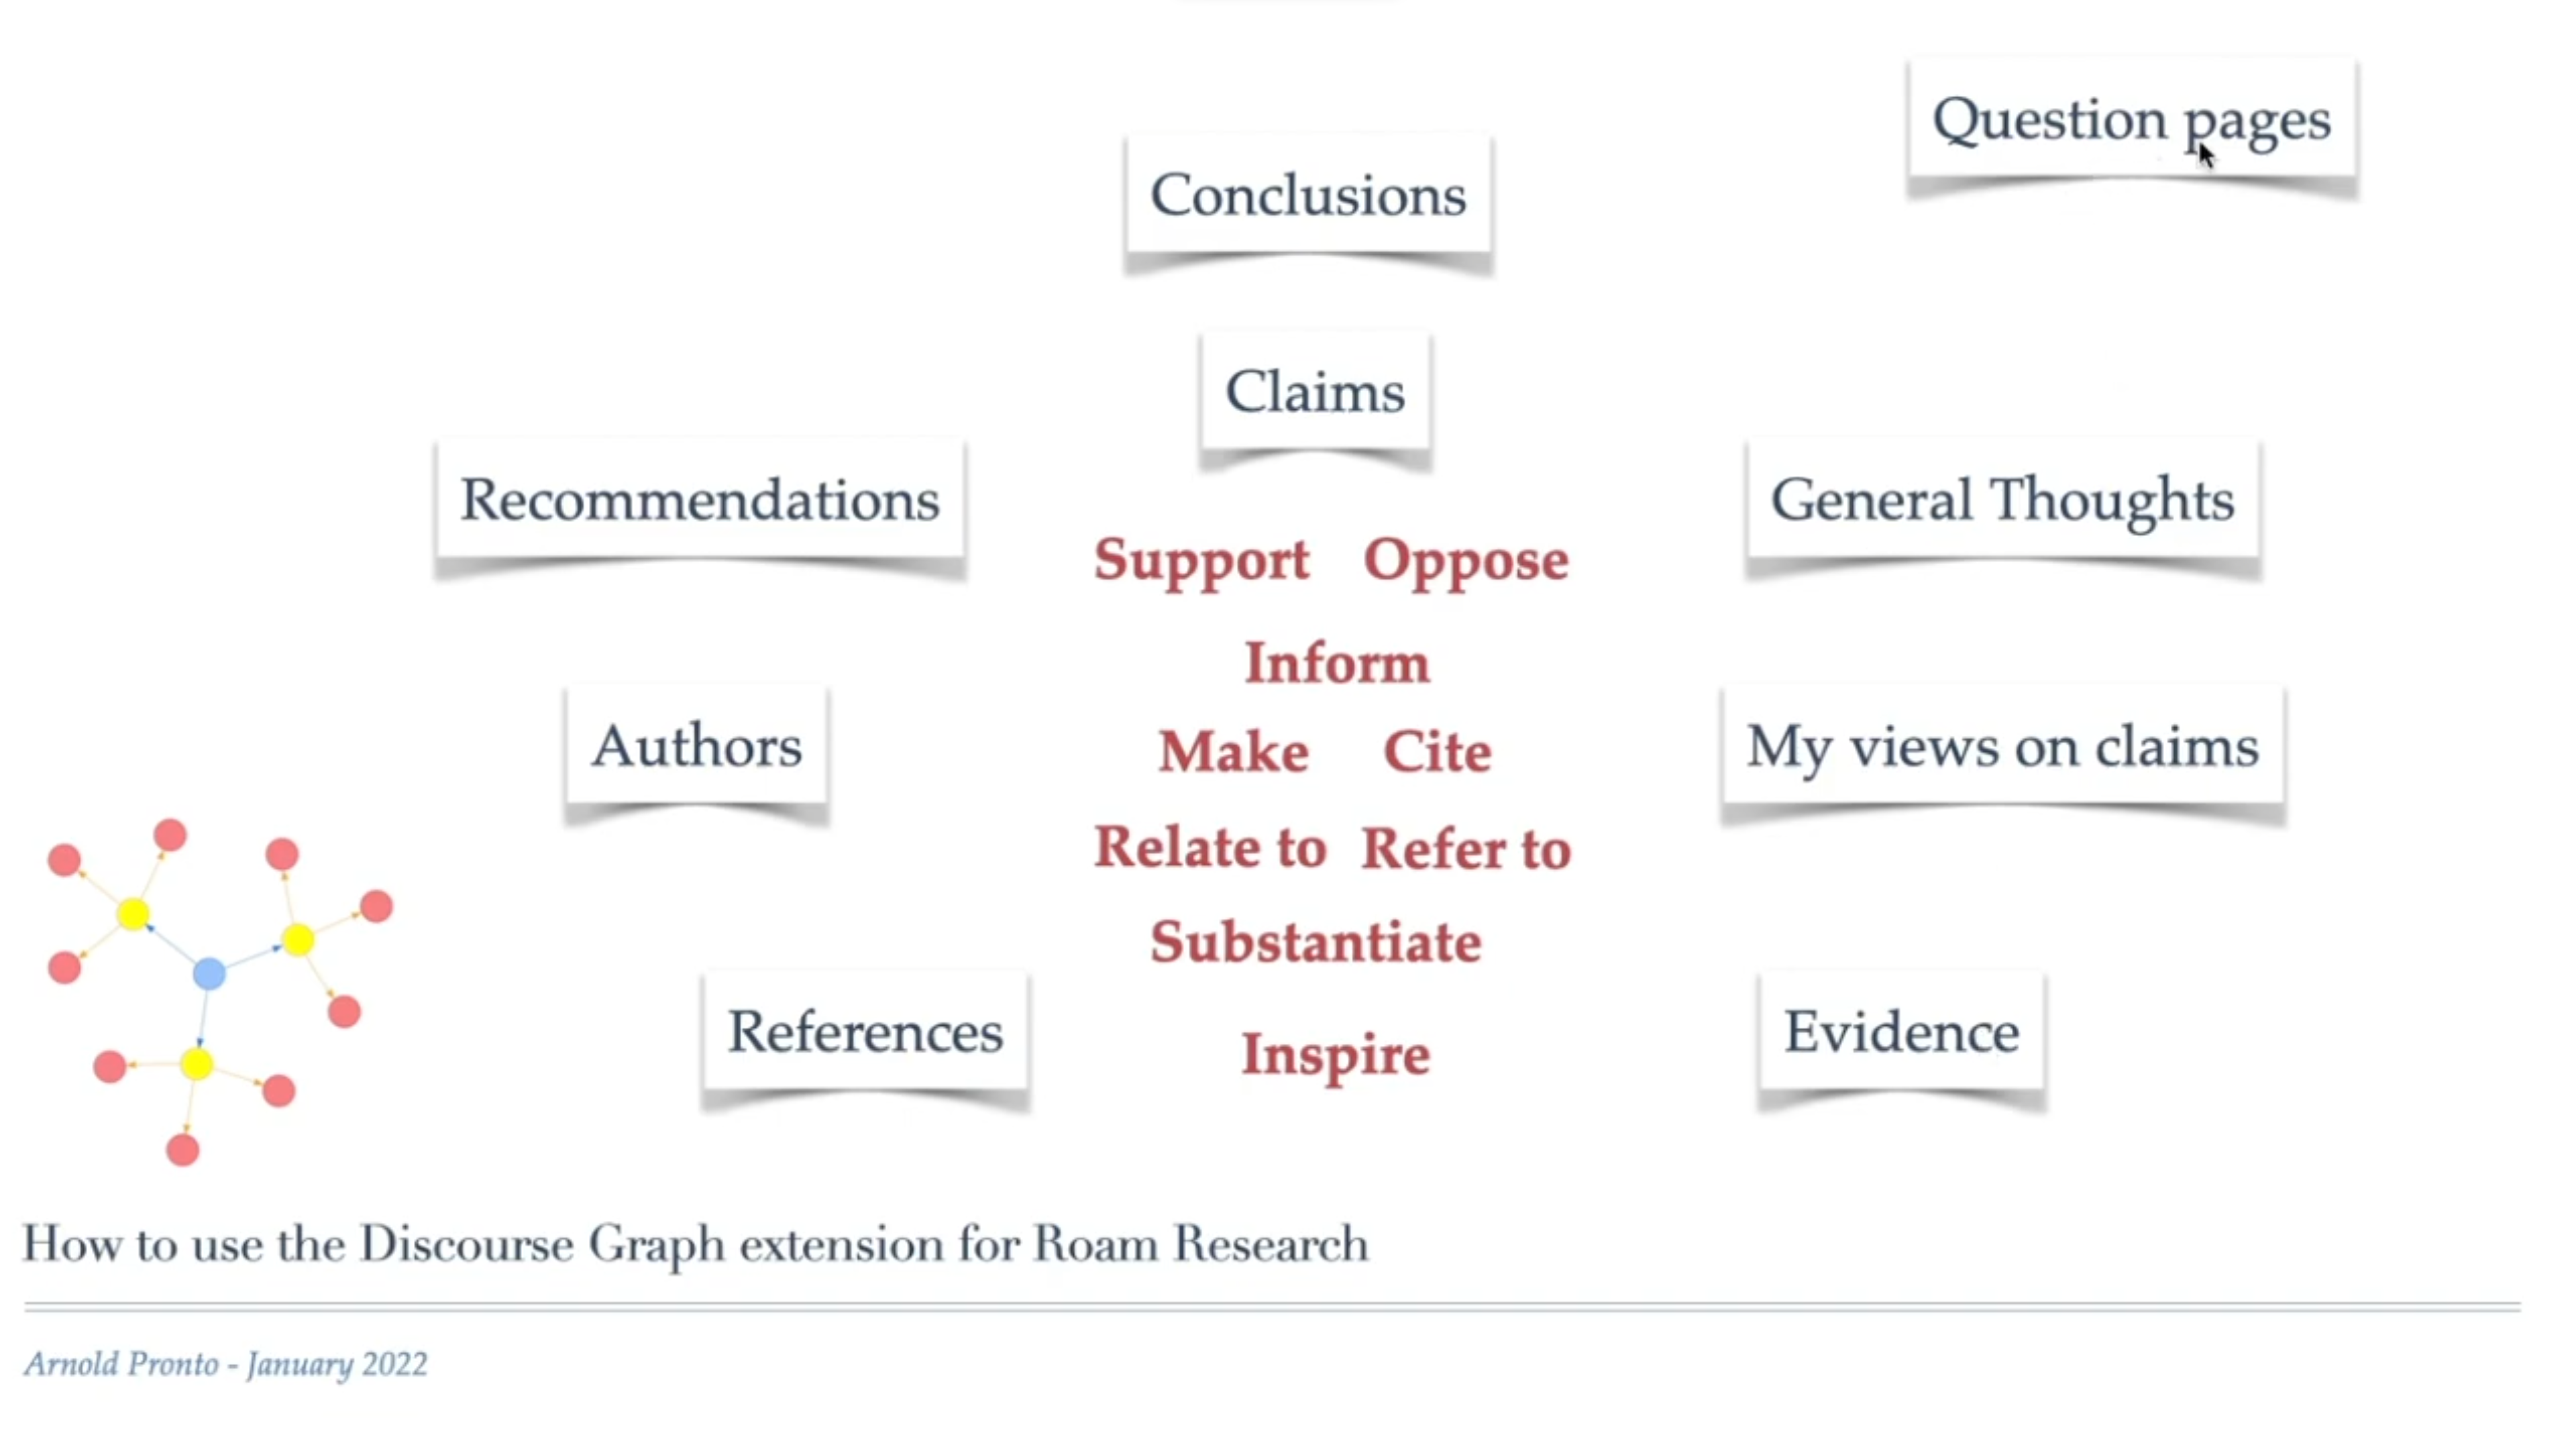 Question pages
Conclusions
Claims
Recommendations
General Thoughts
Support Oppose
Inform
Authors
Make Cite
My views on claims
Relate to Refer to
Substantiate
References
Inspire
Evidence
How to use the Discourse Graph extension for Roam Research
Arnold Pronto - January 2022